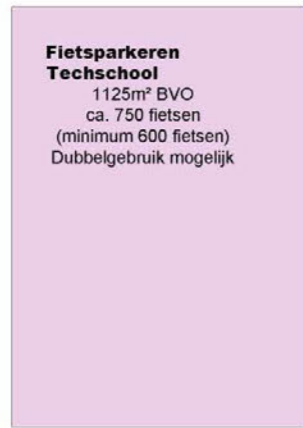 Fietsparkeren
Techschool
1125m² BVO
ca. 750 fietsen
(minimum 600 fietsen)
Dubbelgebruik mogelijk